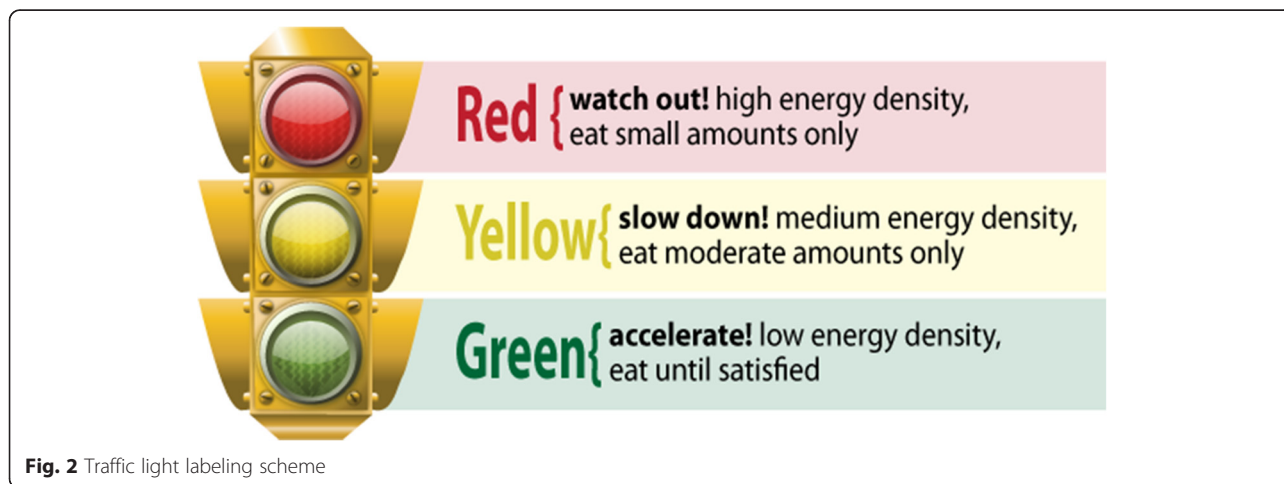 Red { watch out! high energy density,
eat small amounts only
Yellow { slow down! medium energy density,
eat moderate amounts only
Green { accelerate! low energy density,
eat until satisfied
Fig. 2 Traffic light labeling scheme